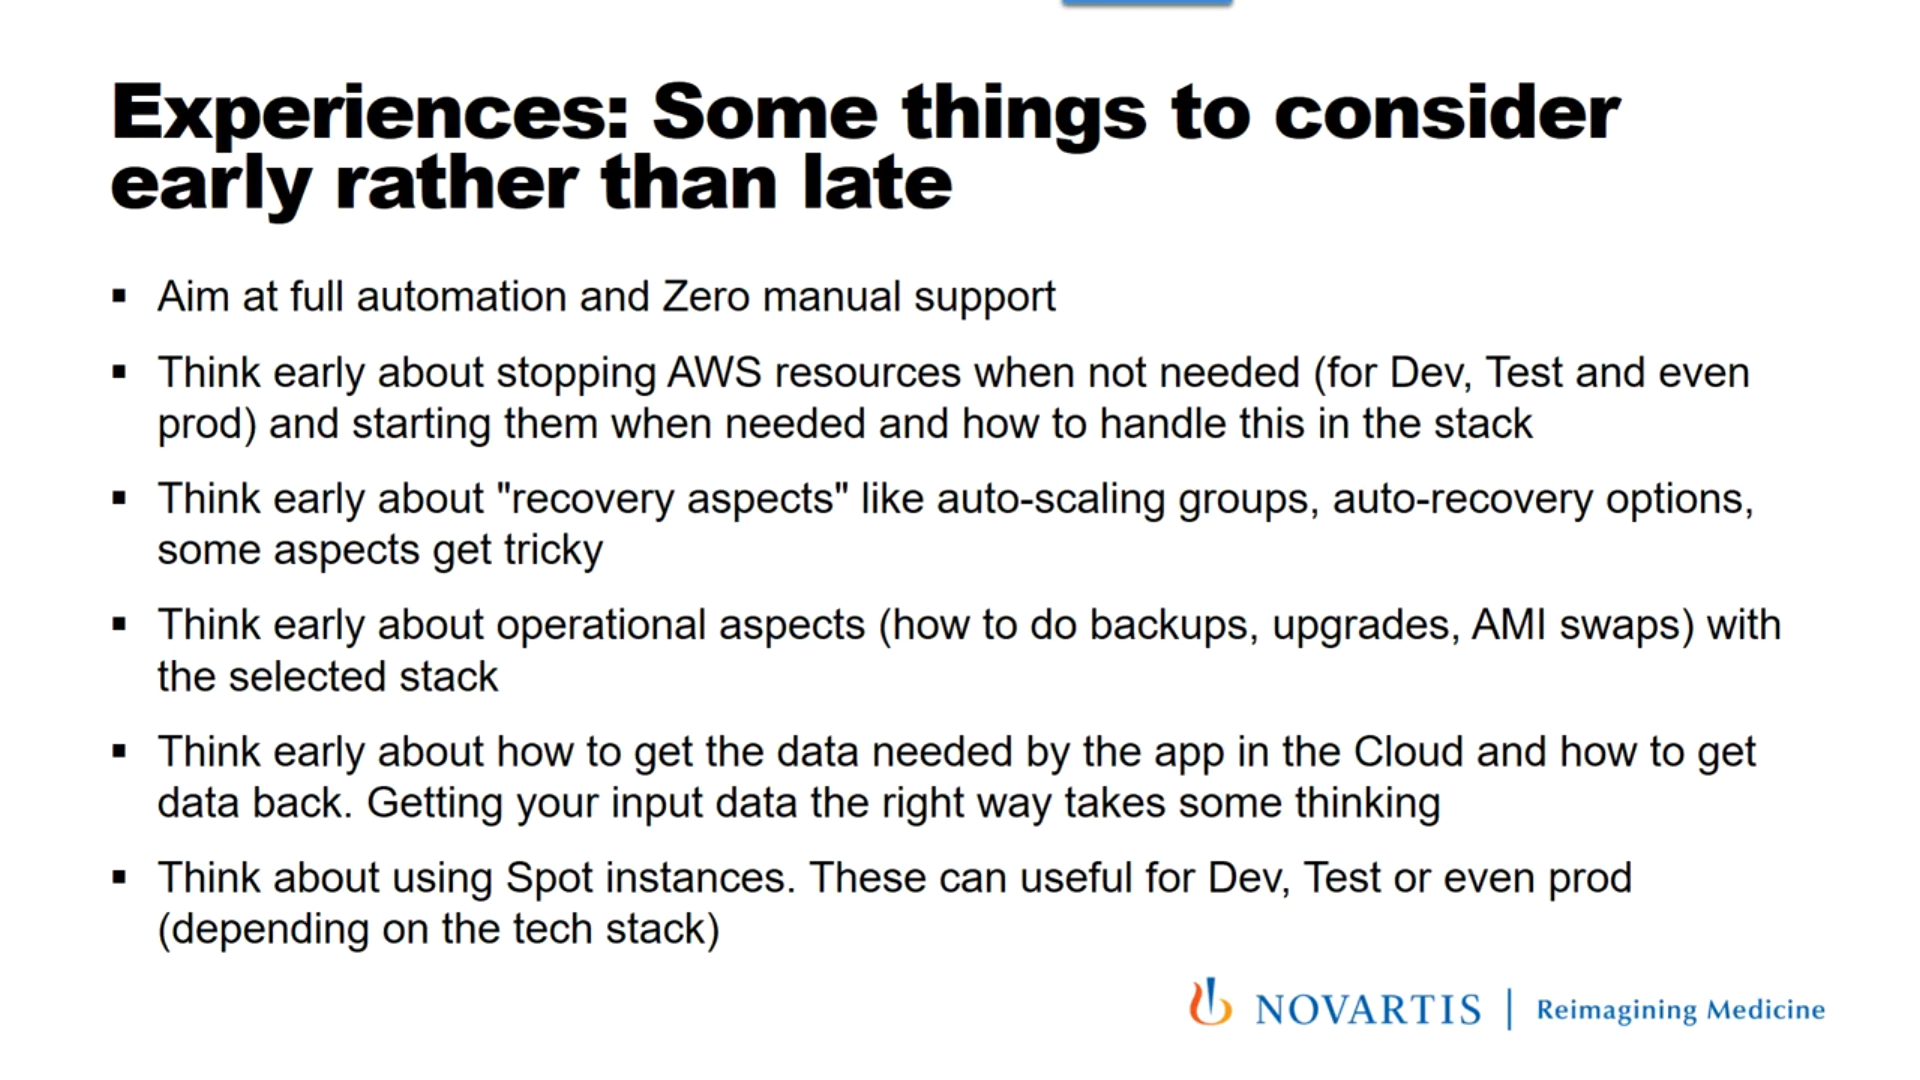 Experiences: Some things to consider
early rather than late
▪ Aim at full automation and Zero manual support
▪ Think early about stopping AWS resources when not needed (for Dev, Test and even
prod) and starting them when needed and how to handle this in the stack
▪ Think early about "recovery aspects" like auto-scaling groups, auto-recovery options,
some aspects get tricky
▪ Think early about operational aspects (how to do backups, upgrades, AMI swaps) with
the selected stack
▪ Think early about how to get the data needed by the app in the Cloud and how to get
data back. Getting your input data the right way takes some thinking
▪ Think about using Spot instances. These can useful for Dev, Test or even prod
(depending on the tech stack)
NOVARTIS | Reimagining Medicine